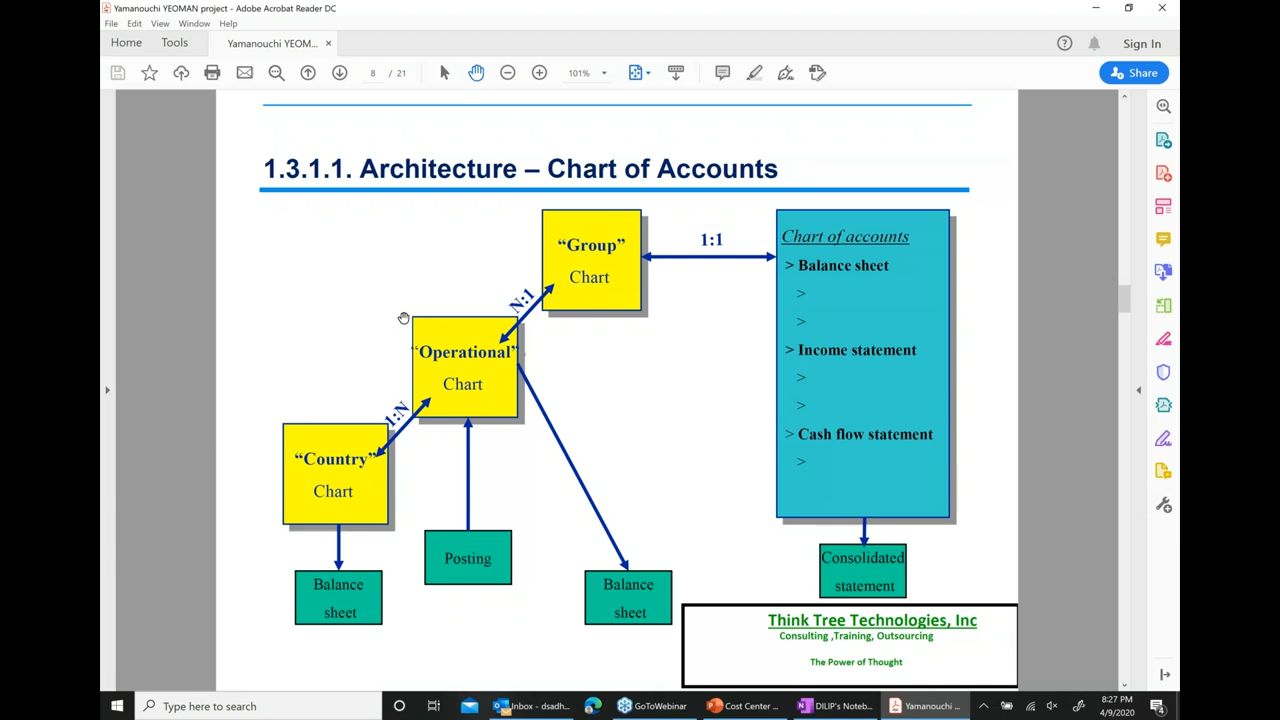 Yamanouchi YEOMAN project - Adobe Acrobat Reader DC
File Edit View Window Help
Home Tools Yamanouchi YEOM... × Sign In
8 / 21 101% Share
1.3.1.1. Architecture – Chart of Accounts
“Group”
Chart
1:1
N:1
“Operational”
Chart
1:N
“Country”
Chart
Chart of accounts
> Balance sheet
>
>
> Income statement
>
>
> Cash flow statement
>
Posting
Balance
sheet
Balance
sheet
Consolidated
statement
Think Tree Technologies, Inc
Consulting ,Training, Outsourcing
The Power of Thought
Type here to search
Inbox - dsadh...
GoToWebinar
Cost Center ...
DILIP's Noteb...
Yamanouchi ...
8:27 PM
4/9/2020
4